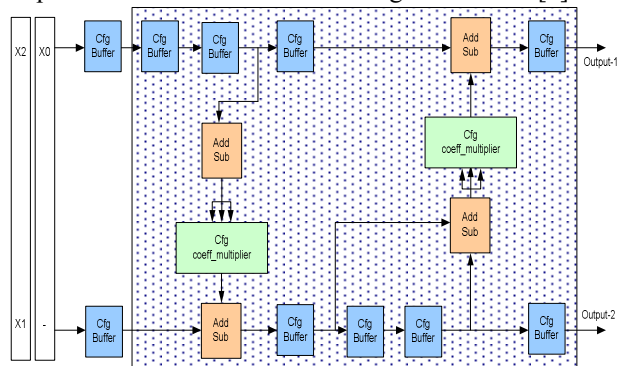 X2
X0
Cfg
Buffer
Cfg
Buffer
Cfg
Buffer
Cfg
Buffer
Add
Sub
Cfg
Buffer
Output-1
Add
Sub
Cfg
coeff_multiplier
Cfg
coeff_multiplier
Add
Sub
X1
-
Cfg
Buffer
Add
Sub
Cfg
Buffer
Cfg
Buffer
Cfg
Buffer
Cfg
Buffer
Output-2